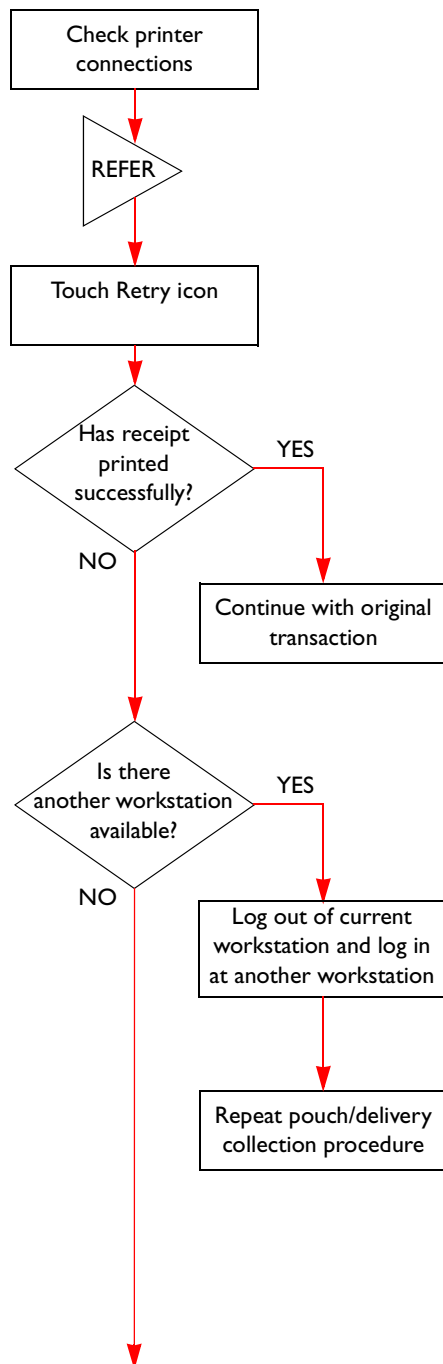 Check printer
connections
REFER
Touch Retry icon
Has receipt
printed
successfully?
YES
NO
Continue with original
transaction
Is there
another workstation
available?
YES
NO
Log out of current
workstation and log in
at another workstation
Repeat pouch/delivery
collection procedure